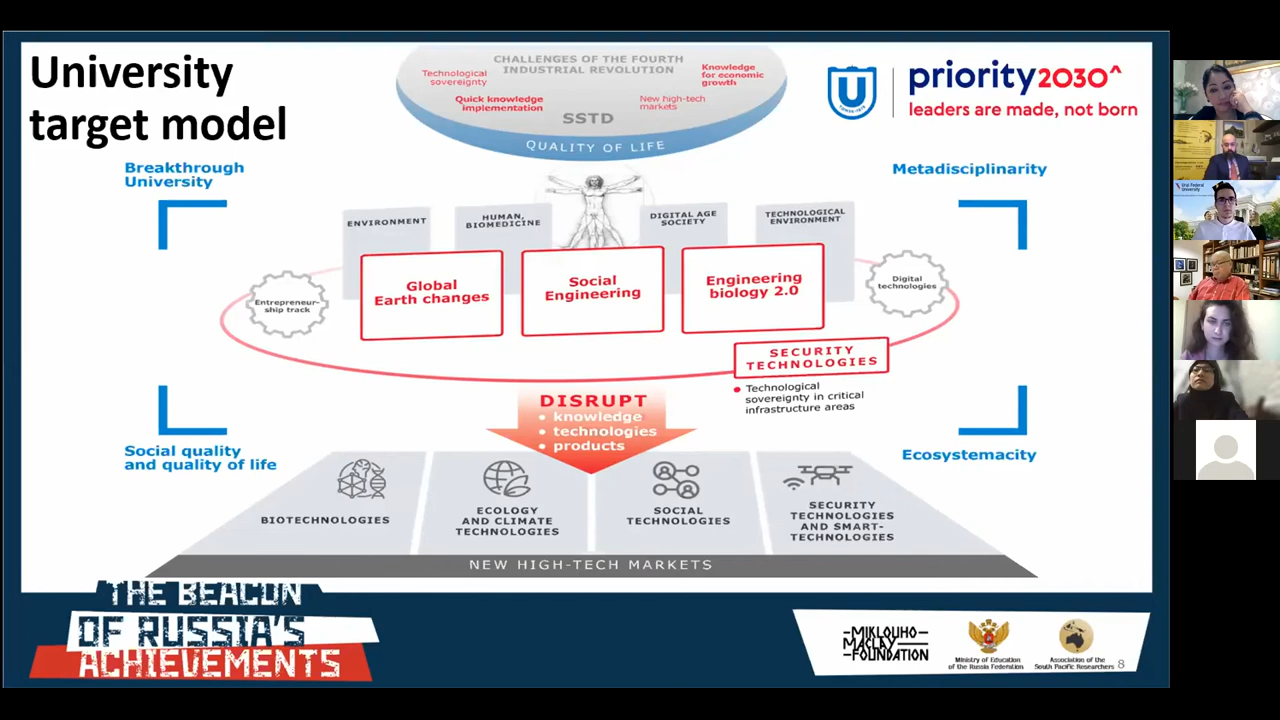 University
target model
CHALLENGES OF THE FOURTH
INDUSTRIAL REVOLUTION
Technological
sovereignty
Knowledge
for economic
growth
Quick knowledge
implementation
New high-tech
markets
SSTD
QUALITY OF LIFE
priority2030^
leaders are made, not born
Breakthrough
University
Metadisciplinarity
ENVIRONMENT
HUMAN,
BIOMEDICINE
DIGITAL AGE
SOCIETY
TECHNOLOGICAL
ENVIRONMENT
Entrepreneur-
ship track
Global
Earth changes
Social
Engineering
Engineering
biology 2.0
Digital
technologies
SECURITY
TECHNOLOGIES
• Technological
sovereignty in critical
infrastructure areas
DISRUPT
• knowledge
• technologies
• products
Social quality
and quality of life
Ecosystemacity
BIOTECHNOLOGIES
ECOLOGY
AND CLIMATE
TECHNOLOGIES
SOCIAL
TECHNOLOGIES
SECURITY
TECHNOLOGIES
AND SMART-
TECHNOLOGIES
NEW HIGH-TECH MARKETS
THE BEACON
OF RUSSIA'S
ACHIEVEMENTS
–MIKLOUHO–
MACLAY–
–FOUNDATION
Ministry of Education
of the Russia Federation
Association of the
South Pacific Researchers
8
Ural Federal
University